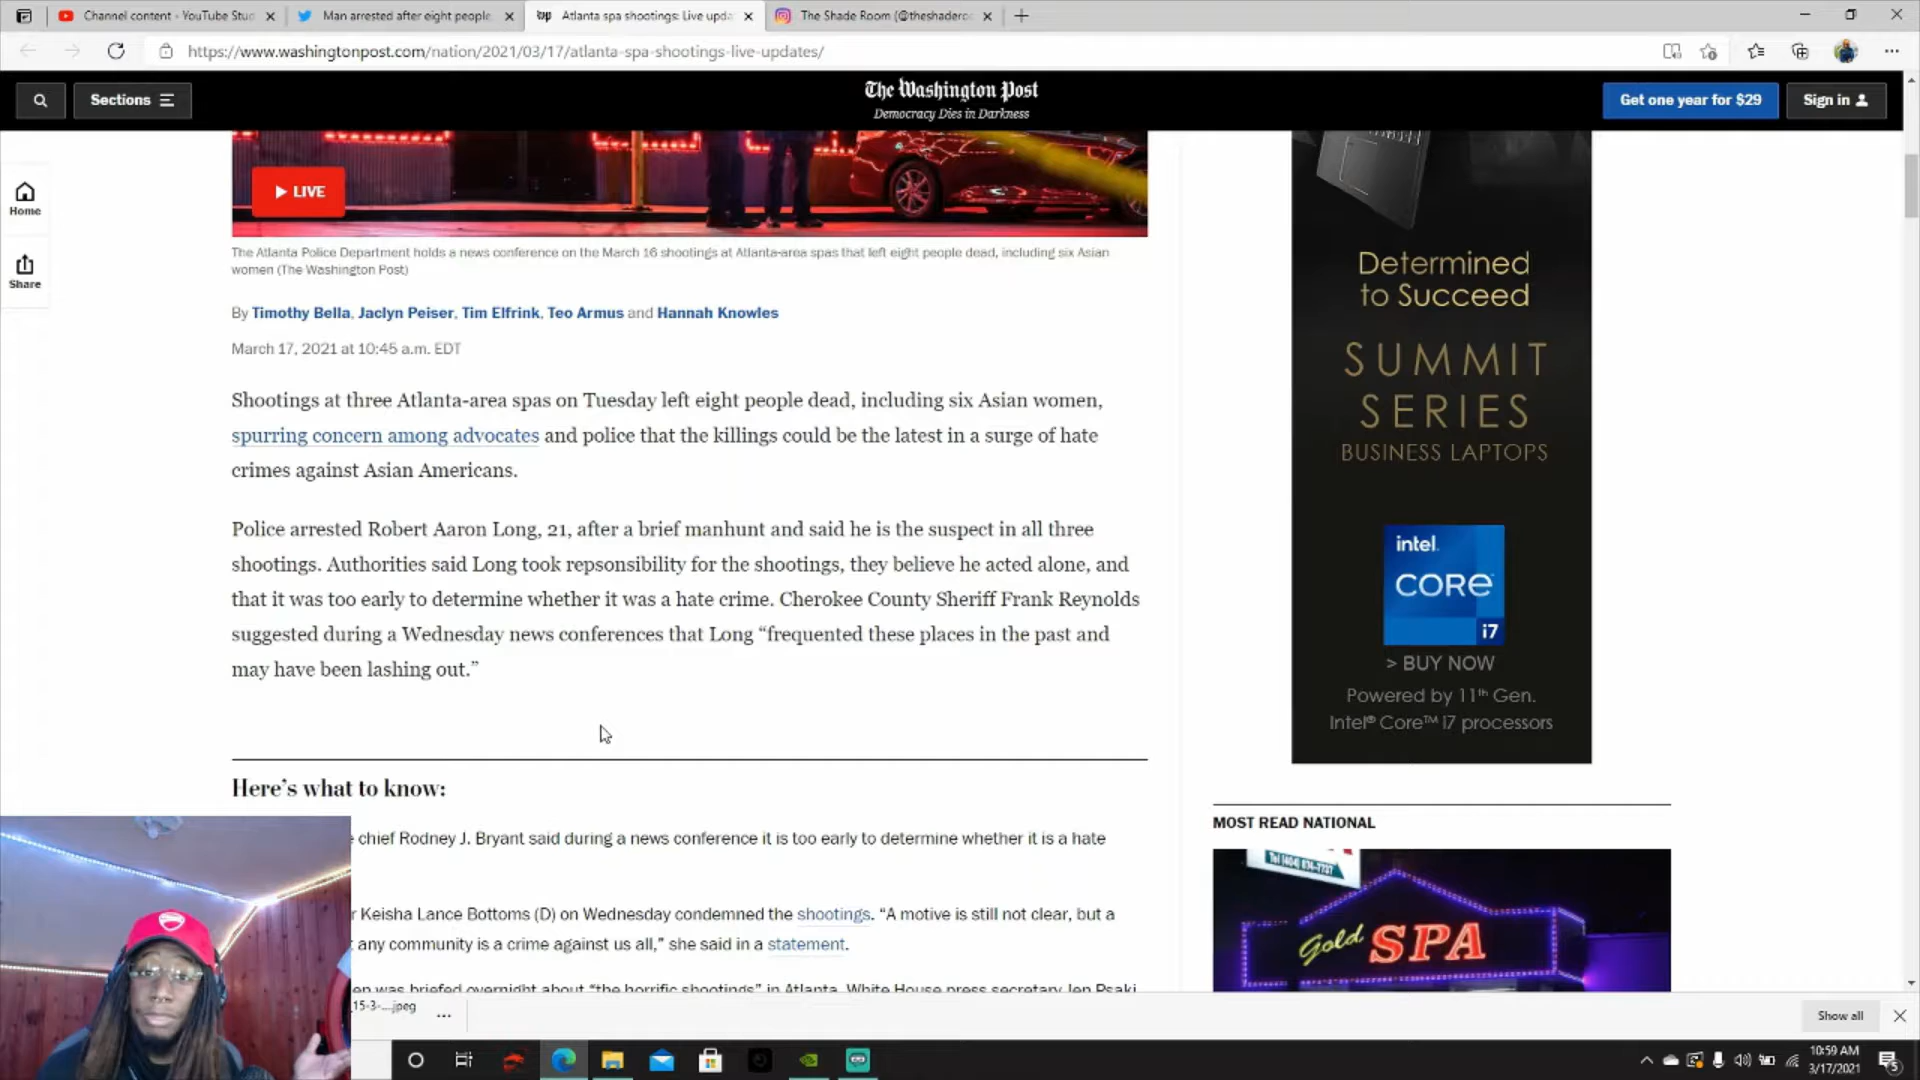 Channel content - YouTube Stu
Man arrested after eight people
Atlanta spa shootings: Live upda
The Shade Room (@theshadero
https://www.washingtonpost.com/nation/2021/03/17/atlanta-spa-shootings-live-updates/
Sections
The Washington Post
Democracy Dies in Darkness
Get one year for $29
Sign in
Home
Share
LIVE
The Atlanta Police Department holds a news conference on the March 16 shootings at Atlanta-area spas that left eight people dead, including six Asian
women (The Washington Post)
By Timothy Bella, Jaclyn Peiser, Tim Elfrink, Teo Armus and Hannah Knowles
March 17, 2021 at 10:45 a.m. EDT
Shootings at three Atlanta-area spas on Tuesday left eight people dead, including six Asian women,
spurring concern among advocates and police that the killings could be the latest in a surge of hate
crimes against Asian Americans.
Police arrested Robert Aaron Long, 21, after a brief manhunt and said he is the suspect in all three
shootings. Authorities said Long took repsonsibility for the shootings, they believe he acted alone, and
that it was too early to determine whether it was a hate crime. Cherokee County Sheriff Frank Reynolds
suggested during a Wednesday news conferences that Long “frequented these places in the past and
may have been lashing out.”
Here’s what to know:
chief Rodney J. Bryant said during a news conference it is too early to determine whether it is a hate
r Keisha Lance Bottoms (D) on Wednesday condemned the shootings. “A motive is still not clear, but a
any community is a crime against us all,” she said in a statement.
en was briefed overnight about “the horrific shootings” in Atlanta, White House press secretary Jen Psaki
Determined
to Succeed
SUMMIT
SERIES
BUSINESS LAPTOPS
intel.
CORE
i7
> BUY NOW
Powered by 11th Gen.
Intel® Core™ i7 processors
MOST READ NATIONAL
Gold SPA
15-3-....jpeg
Show all
10:59 AM
3/17/2021
5